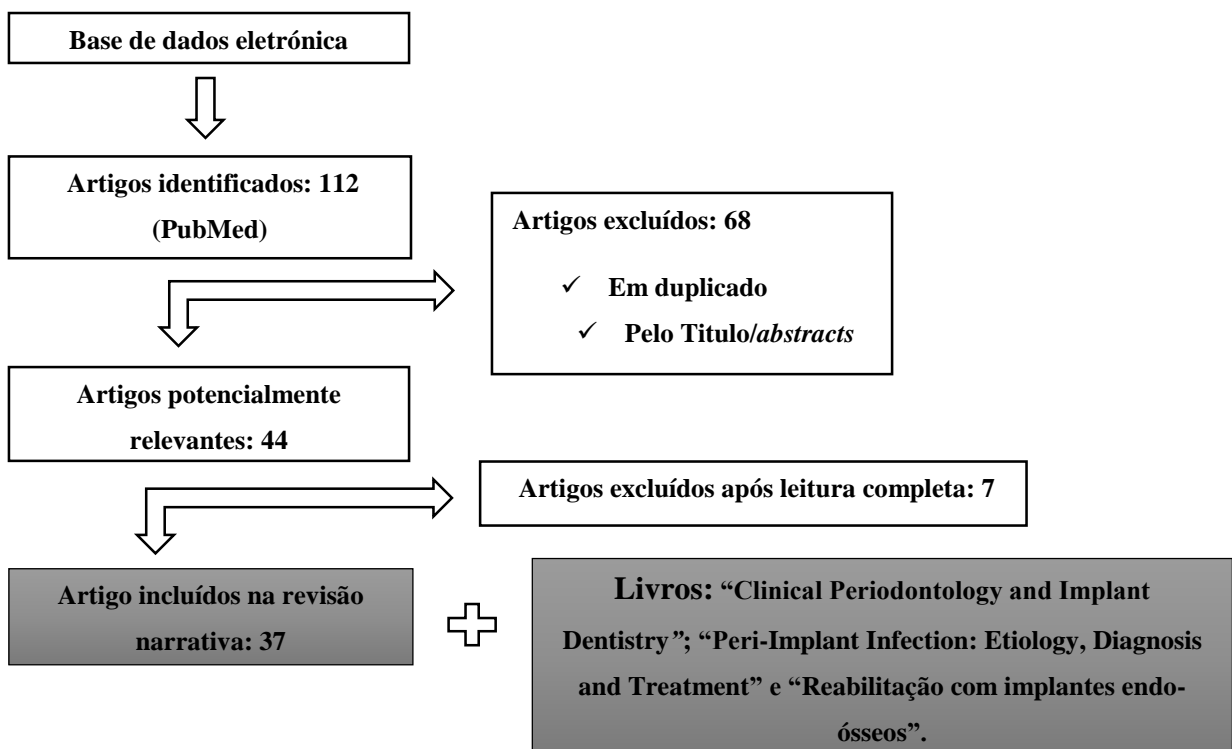 Base de dados eletrónica
Artigos identificados: 112
(PubMed)
Artigos excluídos: 68
✓ Em duplicado
✓ Pelo Titulo/abstracts
Artigos potencialmente
relevantes: 44
Artigos excluídos após leitura completa: 7
Artigo incluídos na revisão
narrativa: 37
Livros: “Clinical Periodontology and Implant
Dentistry”; “Peri-Implant Infection: Etiology, Diagnosis
and Treatment” e “Reabilitação com implantes endo-
ósseos”.